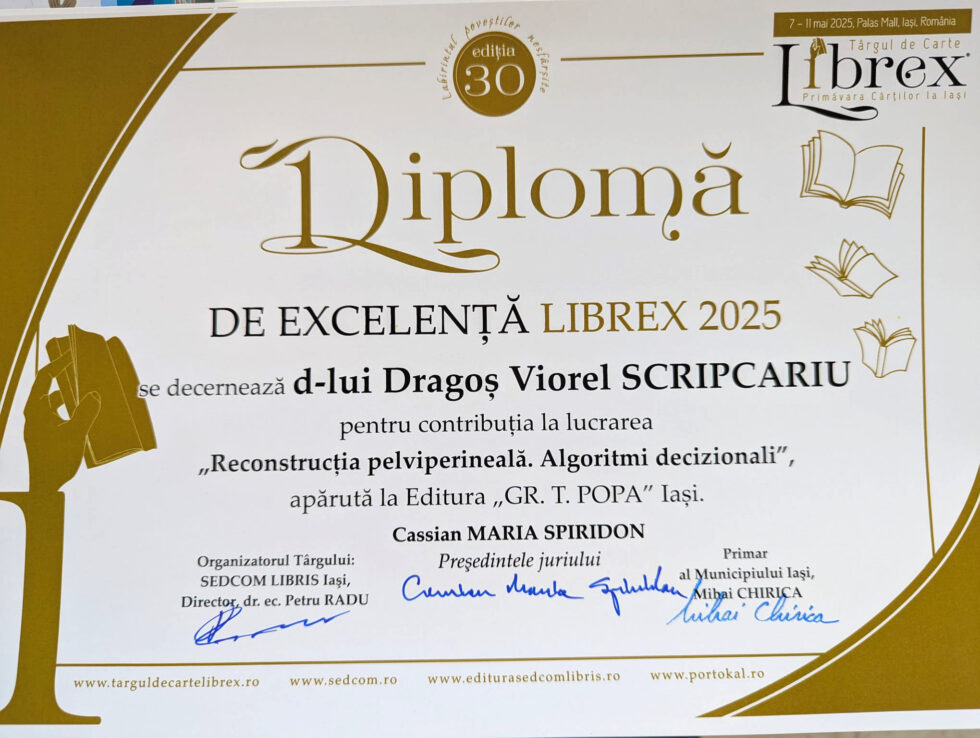 Labirintul poveștilor nesfârșite
ediția
30
7 – 11 mai 2025, Palas Mall, Iași, România
Târgul de Carte
Librex
Primăvara Cărților la Iași
Diplomă
DE EXCELENȚĂ LIBREX 2025
se decernează d-lui Dragoș Viorel SCRIPCARIU
pentru contribuția la lucrarea
„Reconstrucția pelviperineală. Algoritmi decizionali”,
apărută la Editura „GR. T. POPA” Iași.
Cassian MARIA SPIRIDON
Președintele juriului
Organizatorul Târgului:
SEDCOM LIBRIS Iași,
Director, dr. ec. Petru RADU
Primar
al Municipiului Iași,
Mihai CHIRICA
Mihai Chirica
www.targuldecartelibrex.ro www.sedcom.ro www.editurasedcomlibris.ro www.portokal.ro